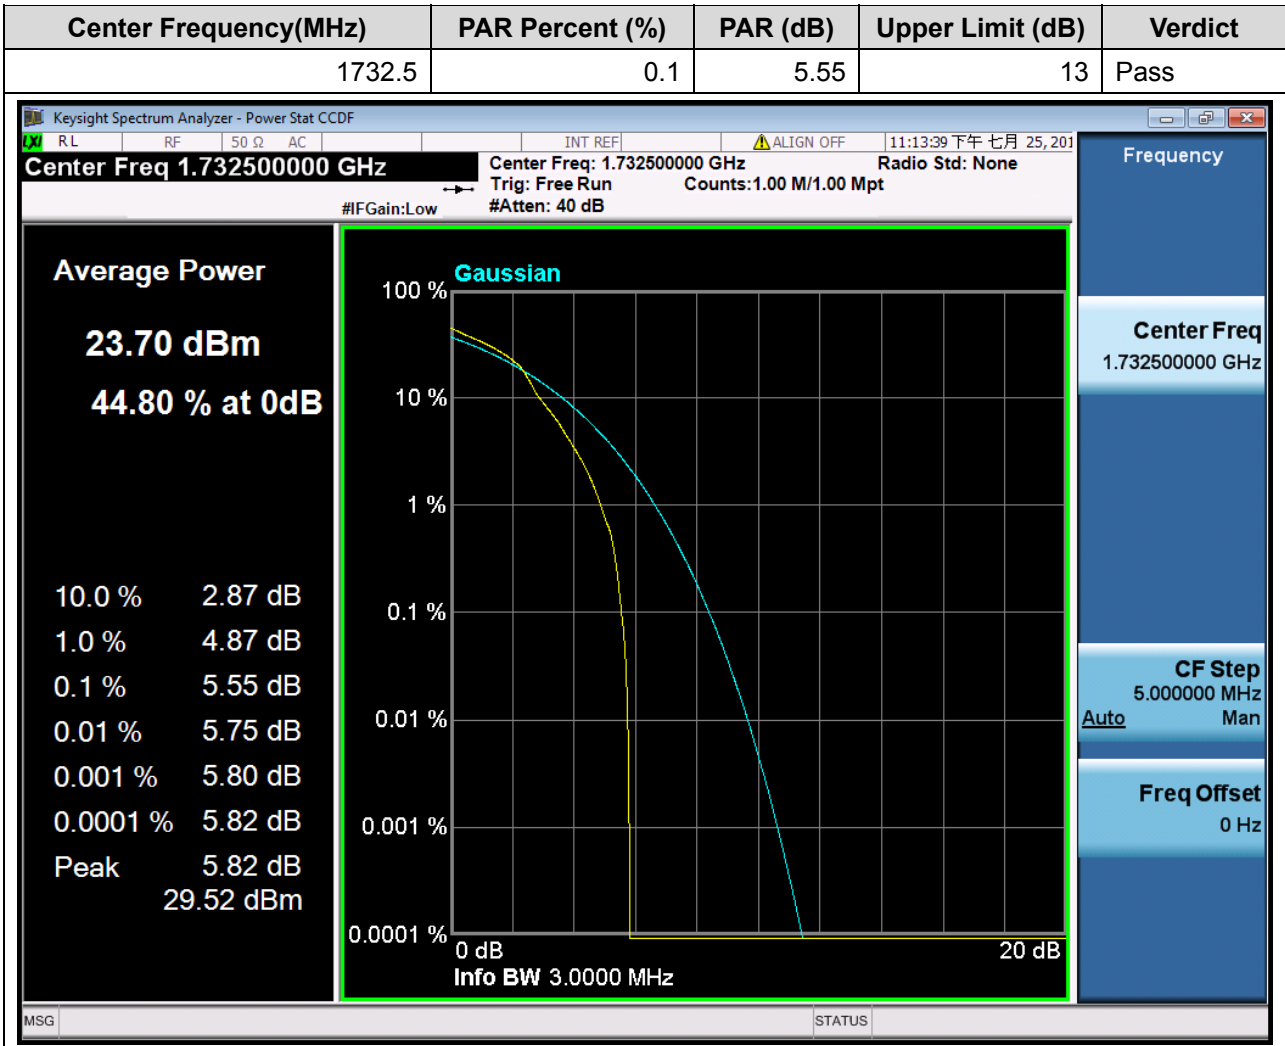 Center Frequency(MHz) PAR Percent (%) PAR (dB) Upper Limit (dB) Verdict
1732.5 0.1 5.55 13 Pass
Keysight Spectrum Analyzer - Power Stat CCDF
LXI RL RF 50 Ω AC INT REF ALIGN OFF 11:13:39 下午 七月 25, 201
Center Freq 1.732500000 GHz
Center Freq: 1.732500000 GHz Radio Std: None
Trig: Free Run Counts:1.00 M/1.00 Mpt
#IFGain:Low #Atten: 40 dB
Average Power
23.70 dBm
44.80 % at 0dB
10.0 % 2.87 dB
1.0 % 4.87 dB
0.1 % 5.55 dB
0.01 % 5.75 dB
0.001 % 5.80 dB
0.0001 % 5.82 dB
Peak 5.82 dB
29.52 dBm
Gaussian
100 %
10 %
1 %
0.1 %
0.01 %
0.001 %
0.0001 %
0 dB 20 dB
Info BW 3.0000 MHz
Frequency
Center Freq
1.732500000 GHz
CF Step
5.000000 MHz
Auto Man
Freq Offset
0 Hz
MSG STATUS